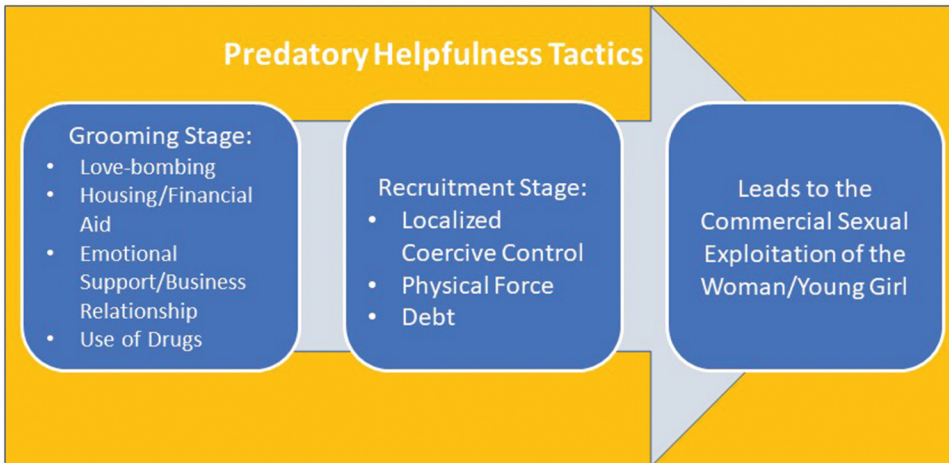 Predatory Helpfulness Tactics
Grooming Stage:
• Love-bombing
• Housing/Financial
Aid
• Emotional
Support/Business
Relationship
• Use of Drugs
Recruitment Stage:
• Localized
Coercive Control
• Physical Force
• Debt
Leads to the
Commercial Sexual
Exploitation of the
Woman/Young Girl